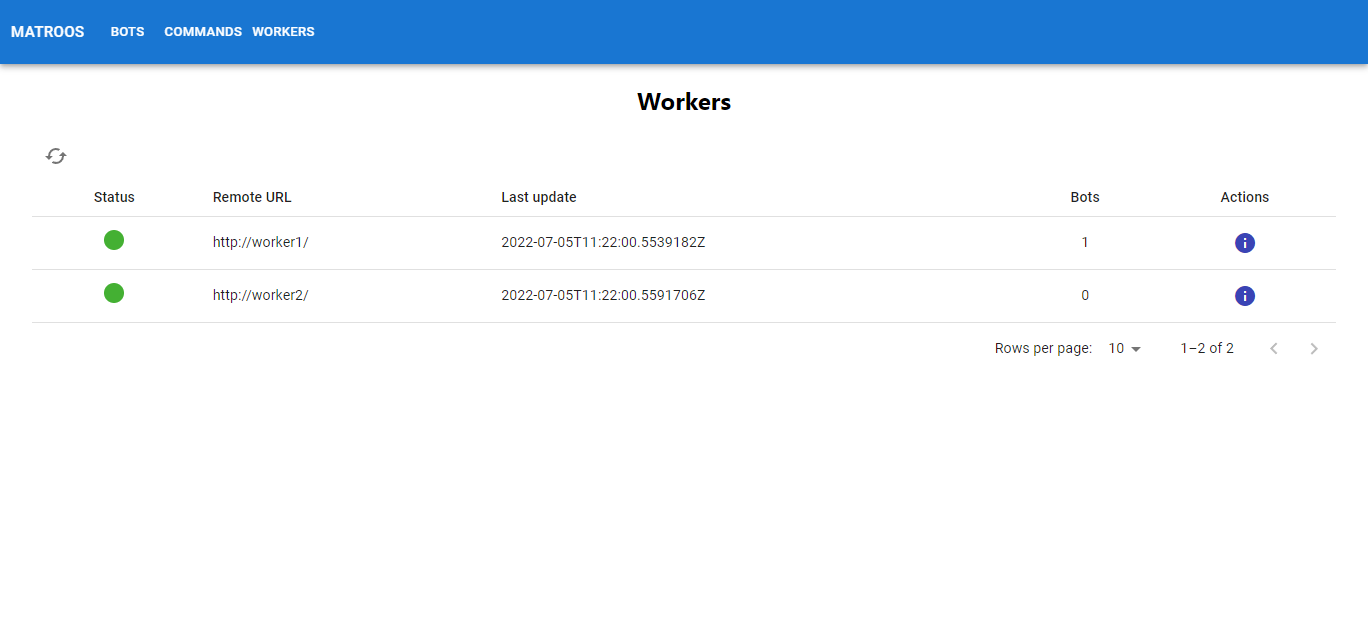 MATROOS BOTS COMMANDS WORKERS
Workers
Status Remote URL Last update Bots Actions
http://worker1/ 2022-07-05T11:22:00.5539182Z 1
http://worker2/ 2022-07-05T11:22:00.5591706Z 0
Rows per page: 10 1–2 of 2